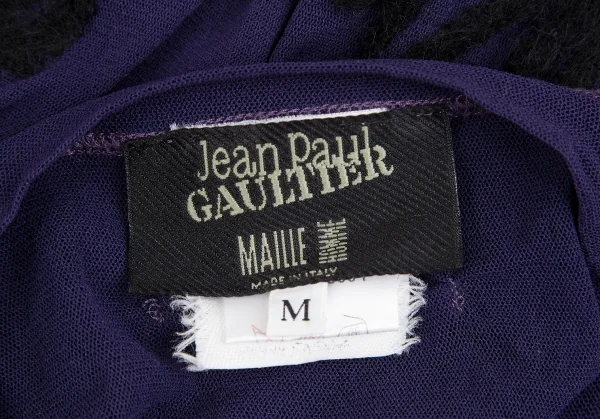 Jean Paul
GAULTIER
MAILLE HOMME
MADE IN ITALY
M